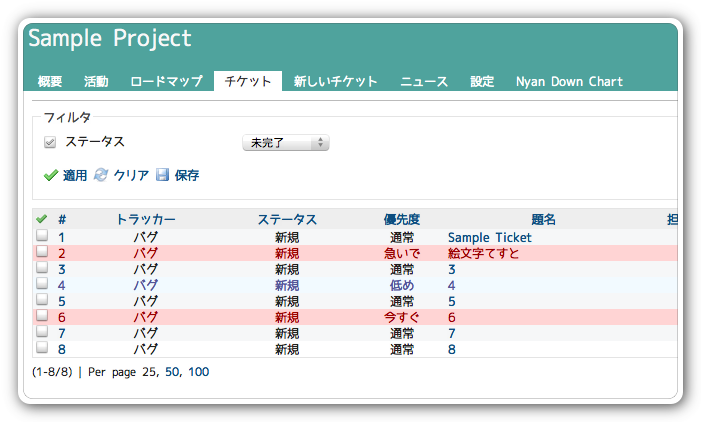 Sample Project
概要 活動 ロードマップ チケット 新しいチケット ニュース 設定 Nyan Down Chart
フィルタ
ステータス 未完了
適用 クリア 保存
# トラッカー ステータス 優先度 題名 担
1 バグ 新規 通常 Sample Ticket
2 バグ 新規 急いで 絵文字てすと
3 バグ 新規 通常 3
4 バグ 新規 低め 4
5 バグ 新規 通常 5
6 バグ 新規 今すぐ 6
7 バグ 新規 通常 7
8 バグ 新規 通常 8
(1-8/8) | Per page 25, 50, 100